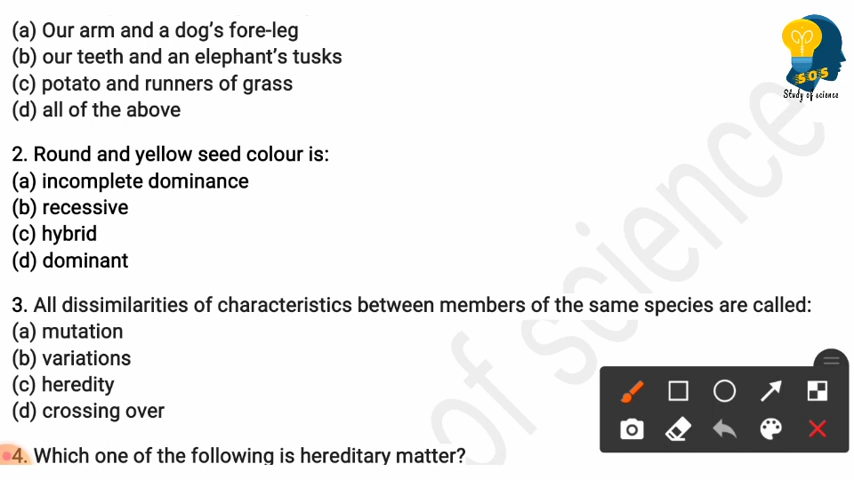 (a) Our arm and a dog's fore-leg
(b) our teeth and an elephant's tusks
(c) potato and runners of grass
(d) all of the above
SOS
Study of science
2. Round and yellow seed colour is:
(a) incomplete dominance
(b) recessive
(c) hybrid
(d) dominant
3. All dissimilarities of characteristics between members of the same species are called:
(a) mutation
(b) variations
(c) heredity
(d) crossing over
4. Which one of the following is hereditary matter?
of science